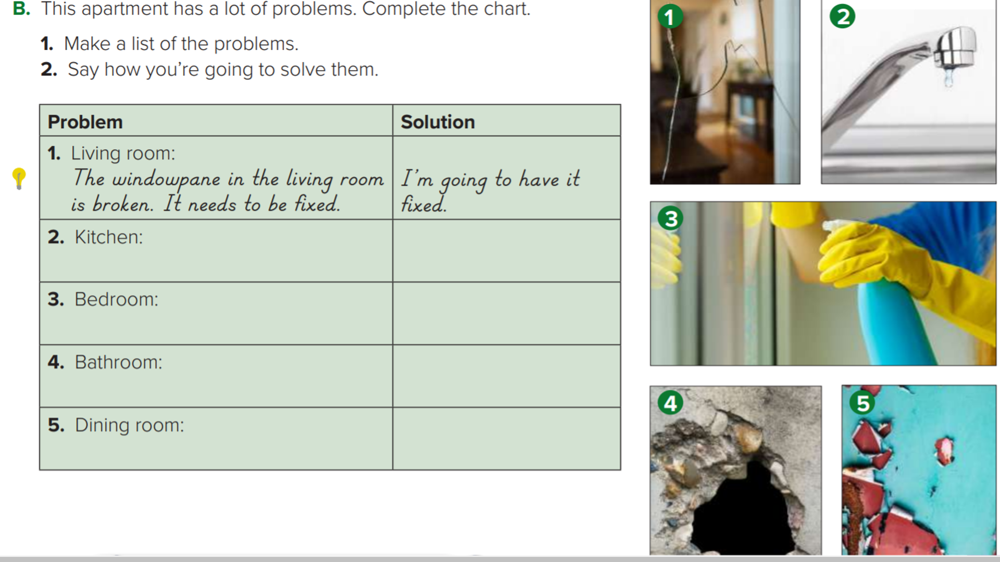 B. This apartment has a lot of problems. Complete the chart.
1. Make a list of the problems.
2. Say how you’re going to solve them.
Problem
Solution
1. Living room:
The windowpane in the living room
is broken. It needs to be fixed.
I’m going to have it
fixed.
2. Kitchen:
3. Bedroom:
4. Bathroom:
5. Dining room:
1
2
3
4
5